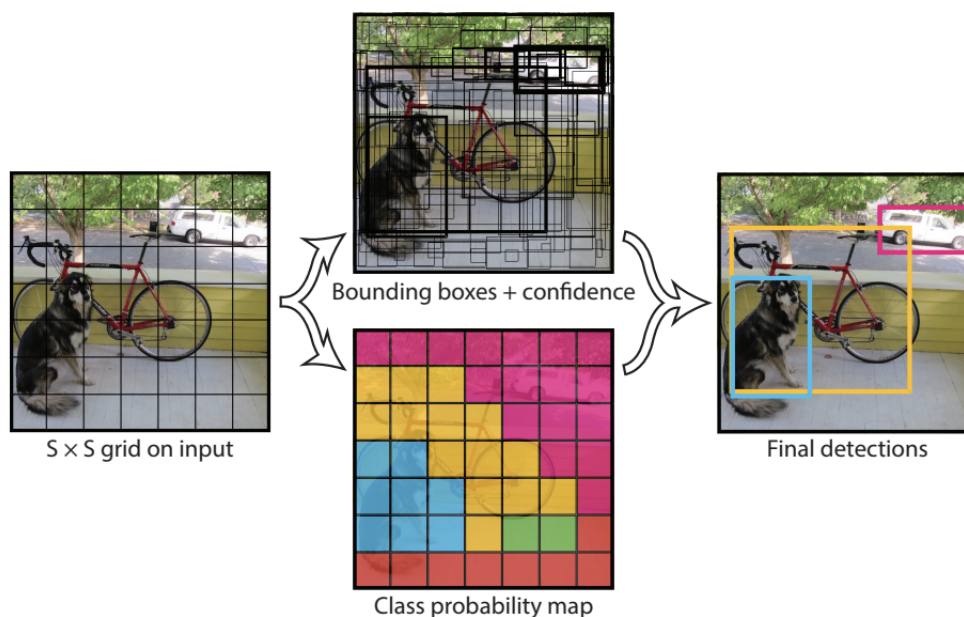 S × S grid on input
Bounding boxes + confidence
Class probability map
Final detections